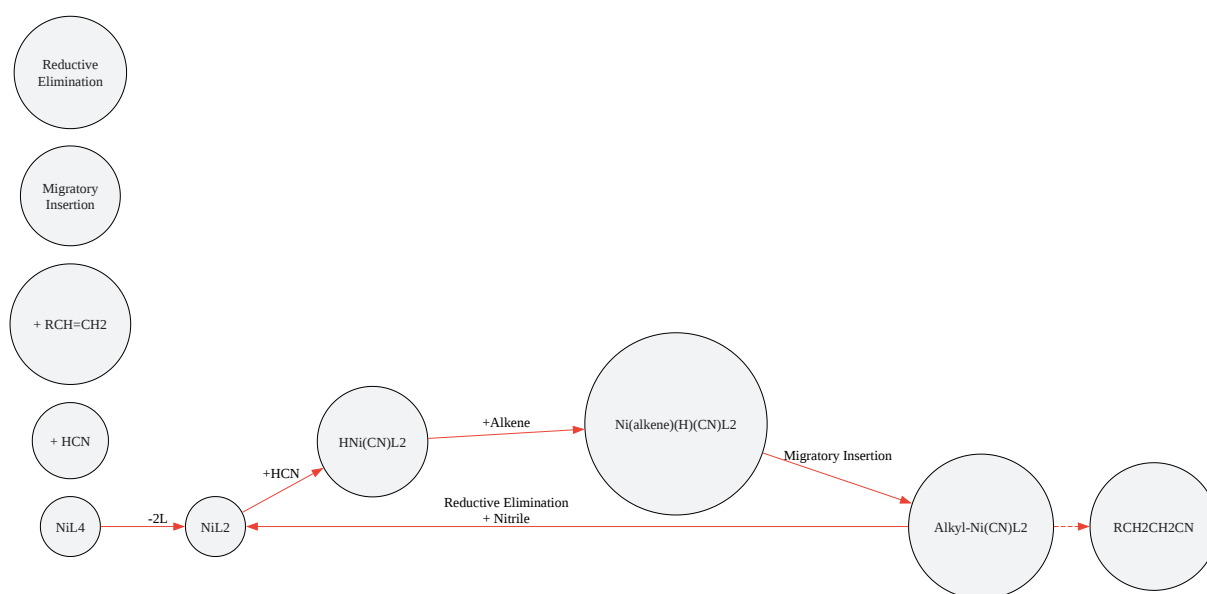 Reductive
Elimination
Migratory
Insertion
+ RCH=CH2
+ HCN
NiL4
-2L
NiL2
+HCN
HNi(CN)L2
+Alkene
Ni(alkene)(H)(CN)L2
Migratory Insertion
Reductive Elimination
+ Nitrile
Alkyl-Ni(CN)L2
RCH2CH2CN